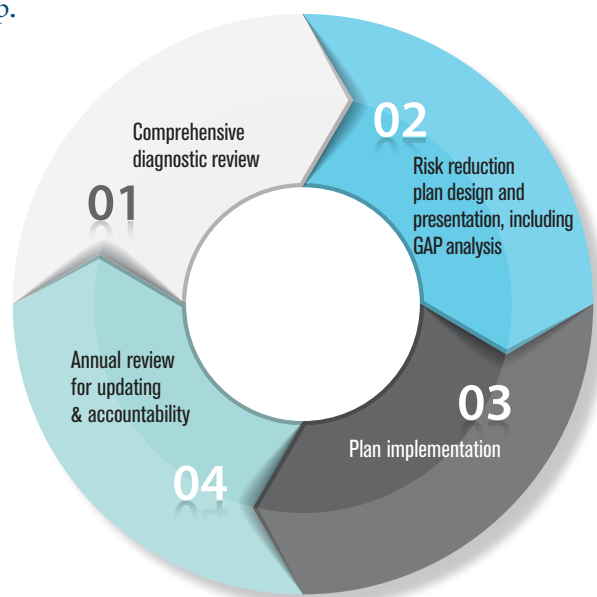 p.
01
Comprehensive
diagnostic review
02
Risk reduction
plan design and
presentation, including
GAP analysis
03
Plan implementation
04
Annual review
for updating
& accountability